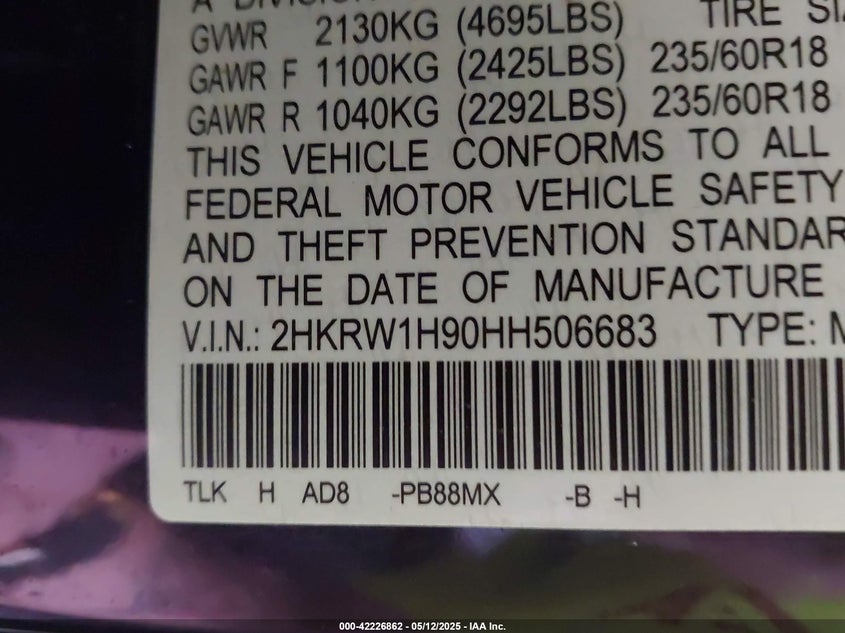 A DIVISION
GVWR 2130KG (4695LBS) TIRE
GAWR F 1100KG (2425LBS) 235/60R18
GAWR R 1040KG (2292LBS) 235/60R18
THIS VEHICLE CONFORMS TO ALL
FEDERAL MOTOR VEHICLE SAFETY
AND THEFT PREVENTION STANDAR
ON THE DATE OF MANUFACTURE
V.I.N.: 2HKRW1H90HH506683 TYPE: M
TLK H AD8 -PB88MX -B -H
000-42226862 - 05/12/2025 - IAA Inc.